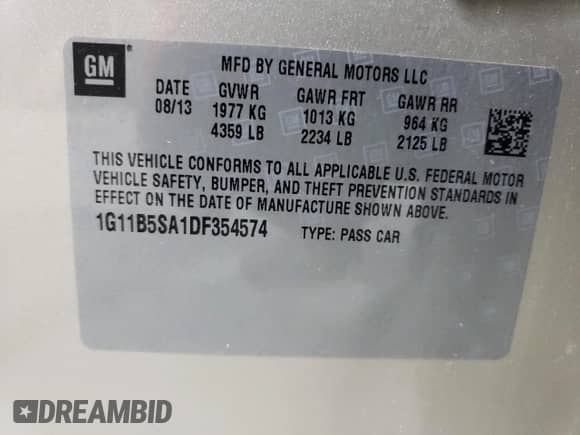 GM
MFD BY GENERAL MOTORS LLC
DATE GVWR GAWR FRT GAWR RR
08/13 1977 KG 1013 KG 964 KG
4359 LB 2234 LB 2125 LB
THIS VEHICLE CONFORMS TO ALL APPLICABLE U.S. FEDERAL MOTOR
VEHICLE SAFETY, BUMPER, AND THEFT PREVENTION STANDARDS IN
EFFECT ON THE DATE OF MANUFACTURE SHOWN ABOVE.
1G11B5SA1DF354574 TYPE: PASS CAR
DREAMBID